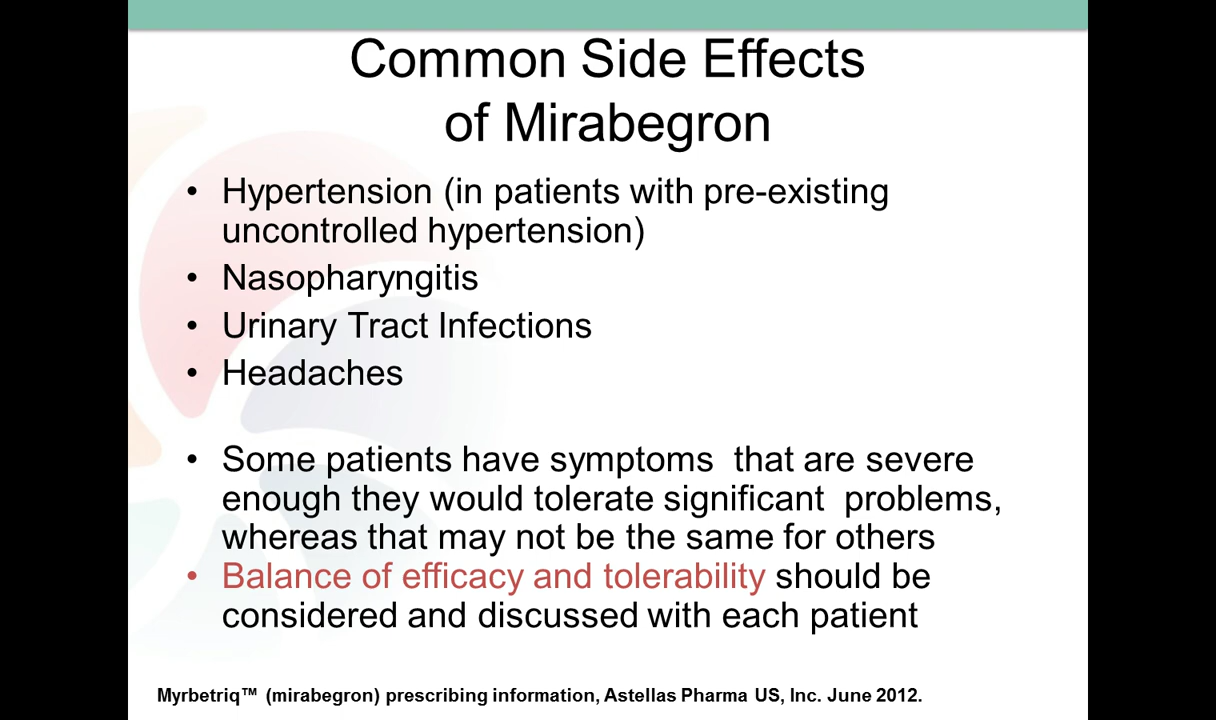 Common Side Effects
of Mirabegron
• Hypertension (in patients with pre-existing
uncontrolled hypertension)
• Nasopharyngitis
• Urinary Tract Infections
• Headaches
• Some patients have symptoms  that are severe
enough they would tolerate significant  problems,
whereas that may not be the same for others
• Balance of efficacy and tolerability should be
considered and discussed with each patient
Myrbetriq™ (mirabegron) prescribing information, Astellas Pharma US, Inc. June 2012.